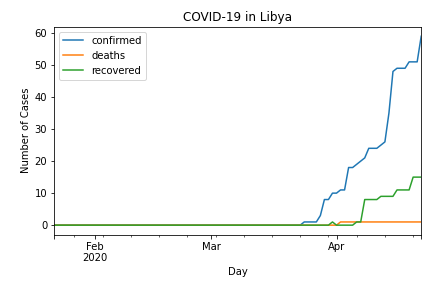 COVID-19 in Libya
confirmed
deaths
recovered
Number of Cases
60
50
40
30
20
10
0
Feb
2020
Mar
Apr
Day